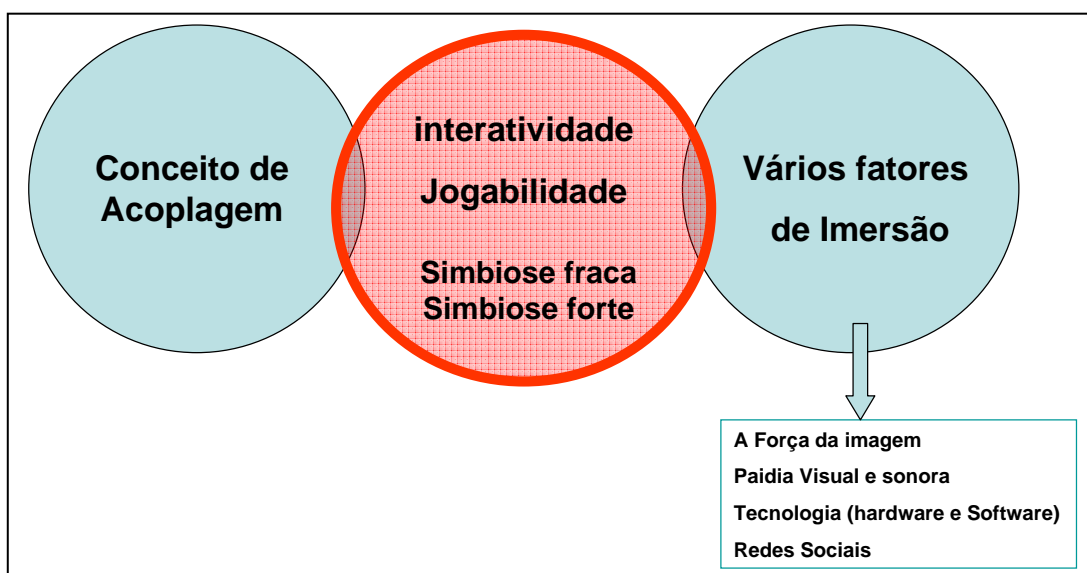 Conceito de
Acoplagem
interatividade
Jogabilidade
Simbiose fraca
Simbiose forte
Vários fatores
de Imersão
A Força da imagem
Paidia Visual e sonora
Tecnologia (hardware e Software)
Redes Sociais